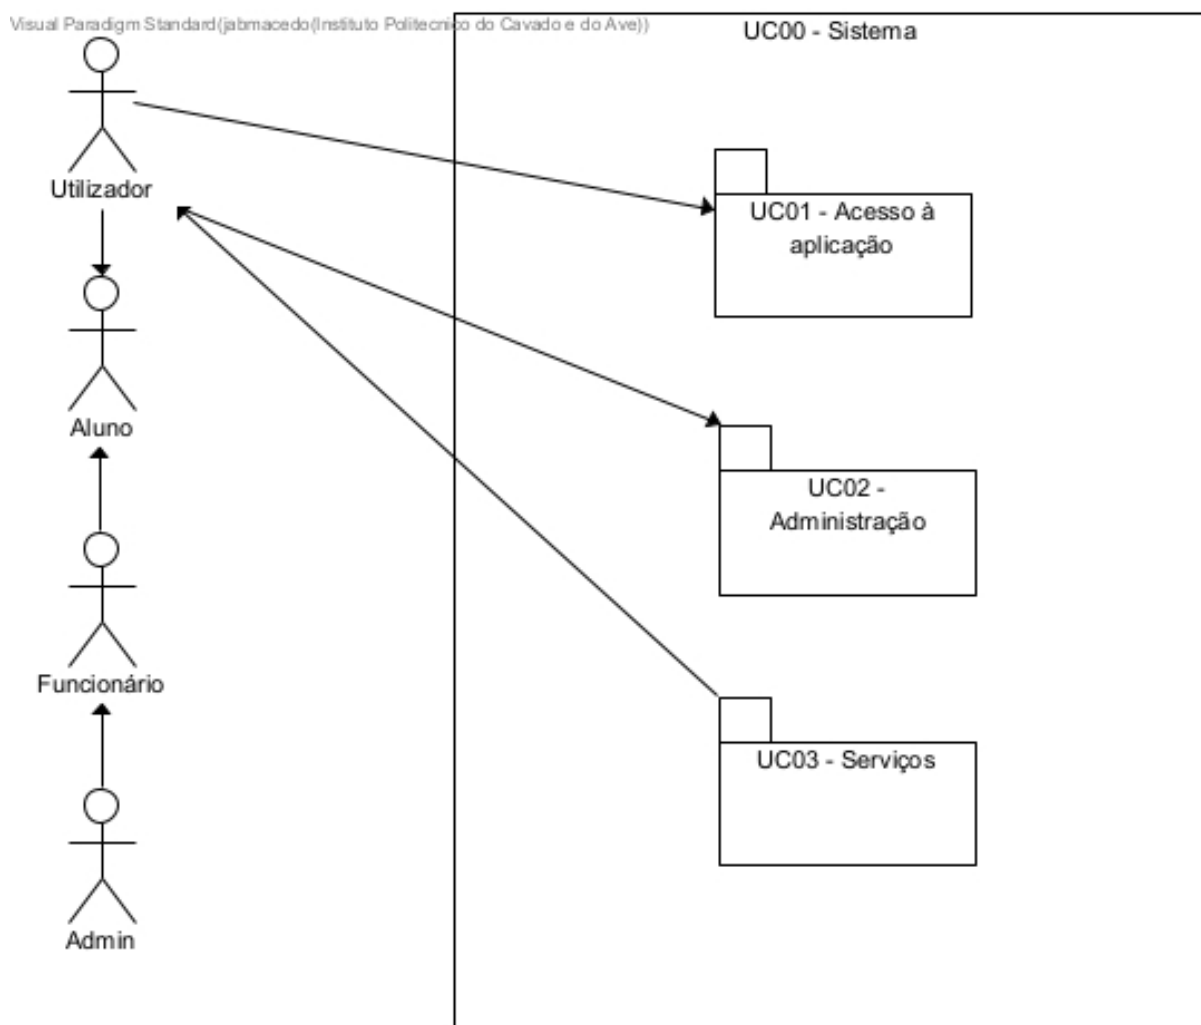 Visual Paradigm Standard(jabmacedo(Instituto Politecnico do Cavado e do Ave))
UC00 - Sistema
Utilizador
UC01 - Acesso à
aplicação
Aluno
UC02 -
Administração
Funcionário
UC03 - Serviços
Admin